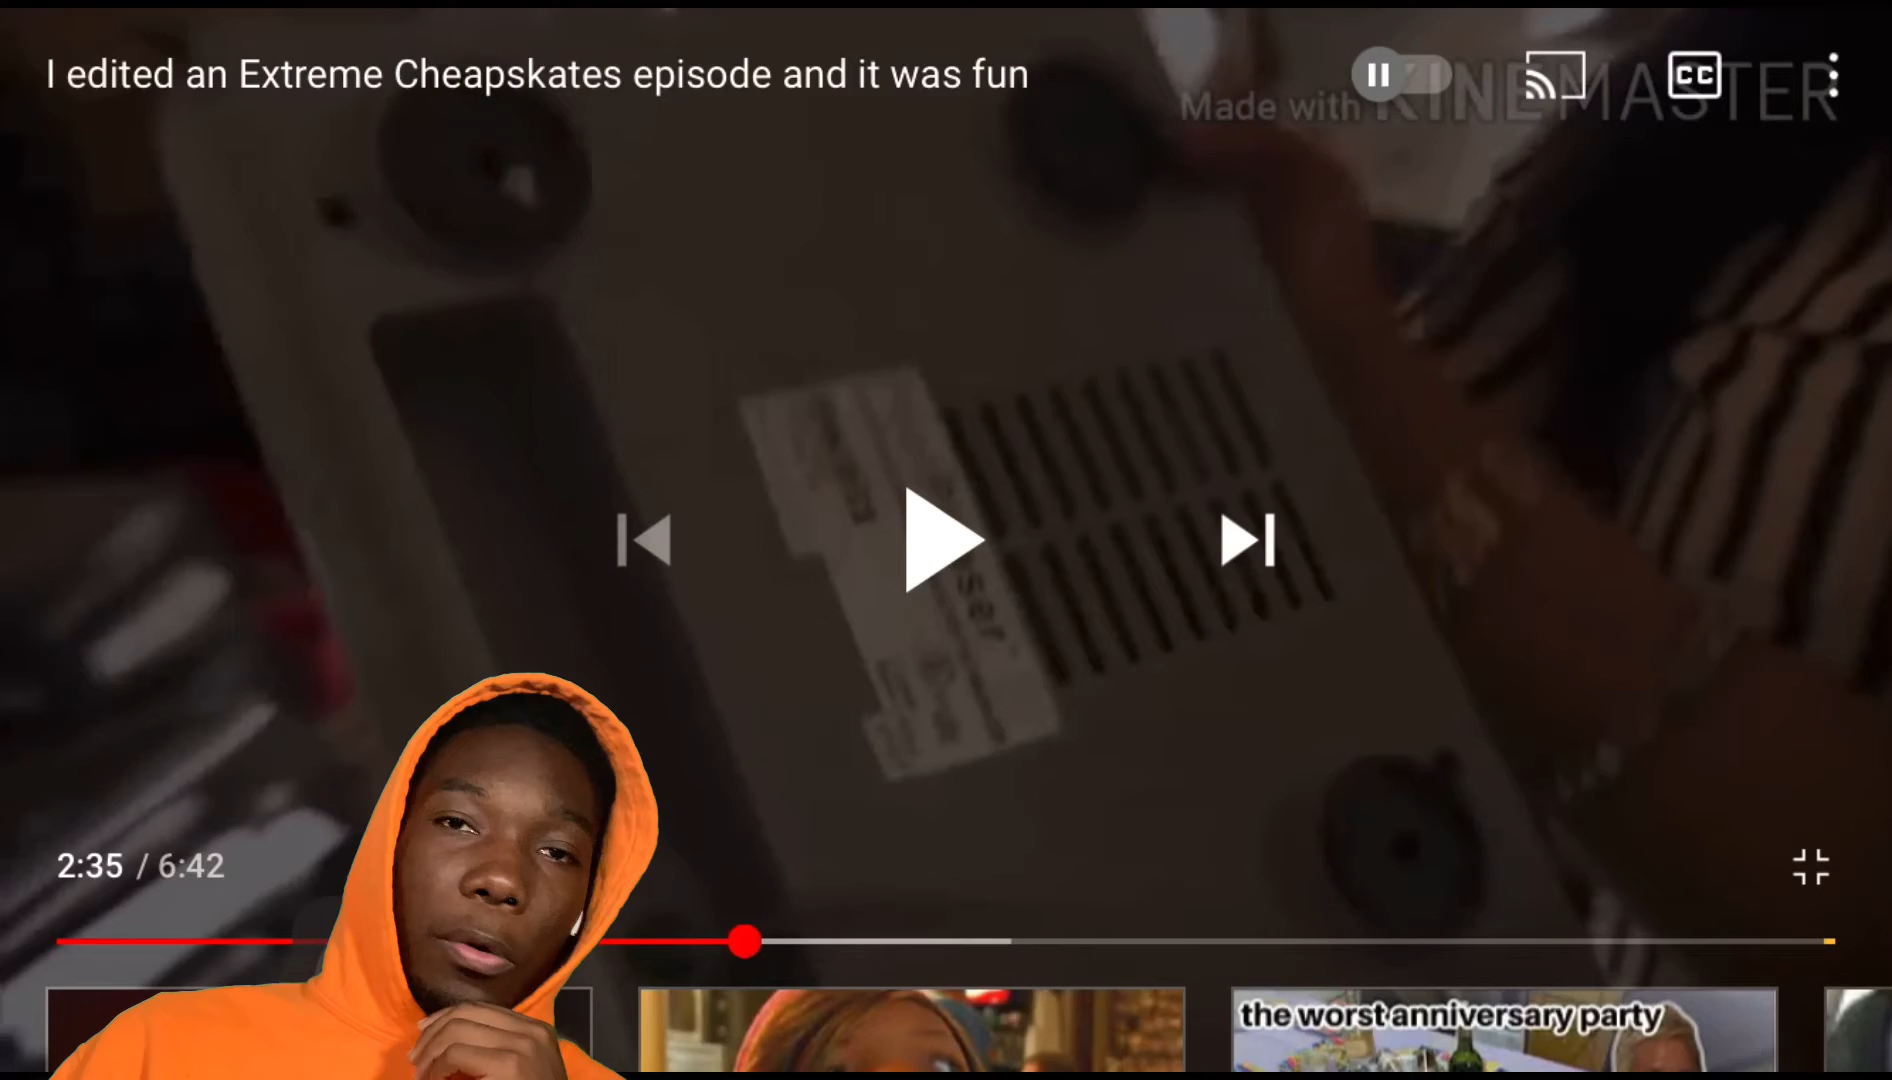 I edited an Extreme Cheapskates episode and it was fun
Made with KINEMASTER
CC
ser
2:35 / 6:42
the worst anniversary party